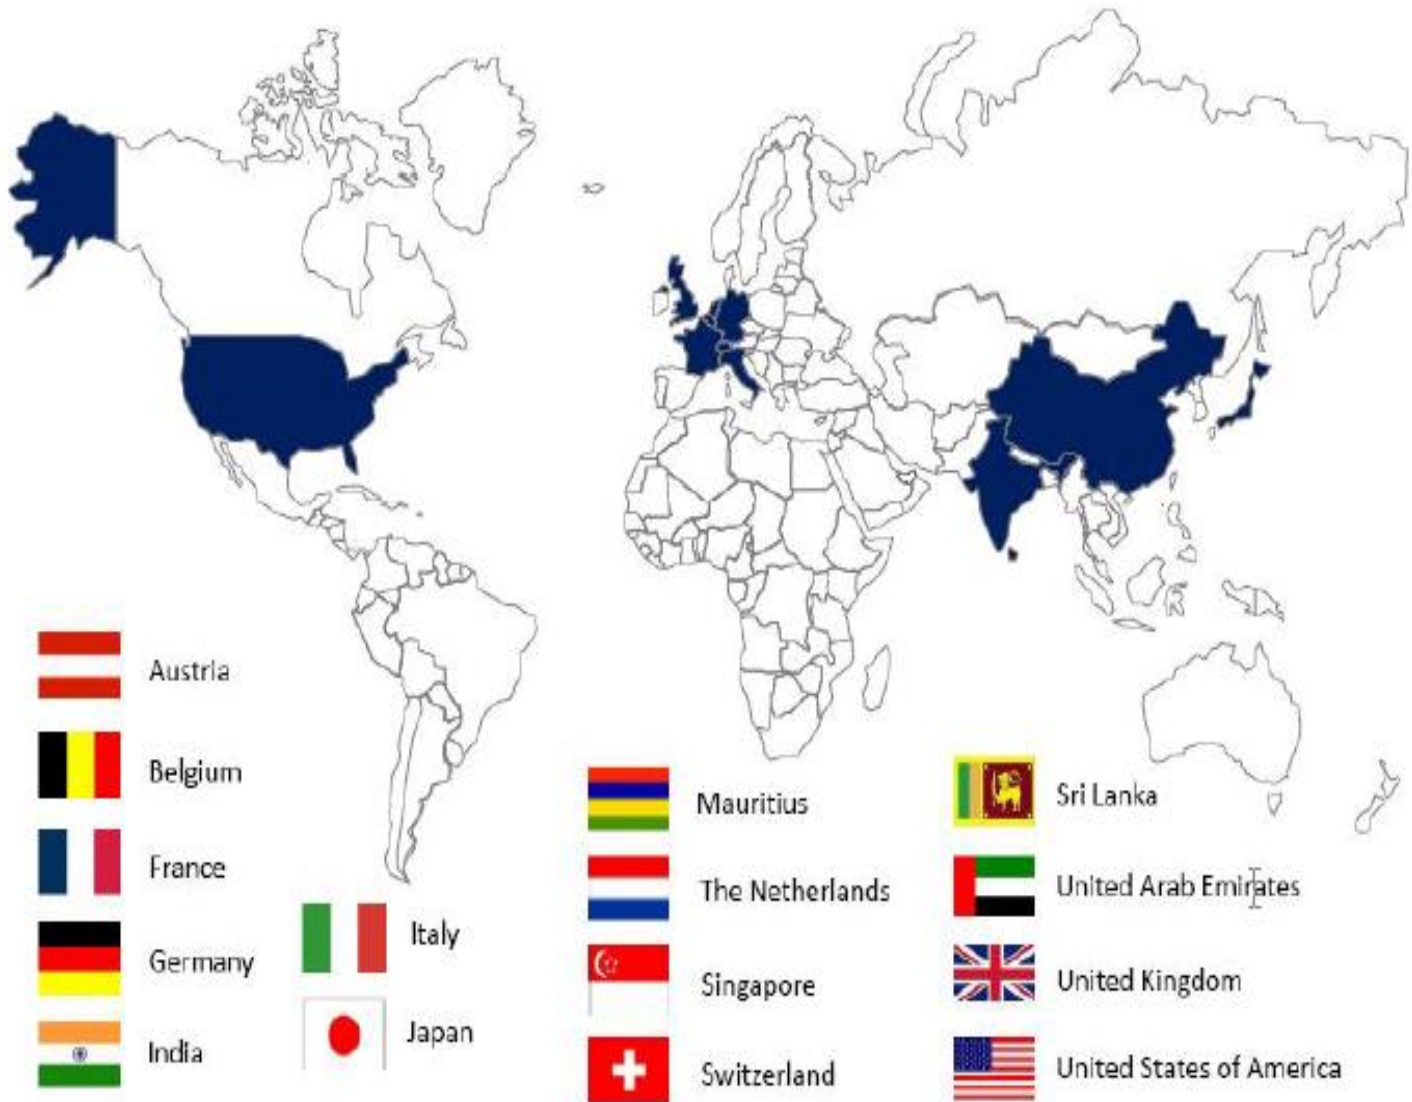 Austria
Belgium
France
Germany
India
Italy
Japan
Mauritius
The Netherlands
Singapore
Switzerland
Sri Lanka
United Arab Emirates
United Kingdom
United States of America